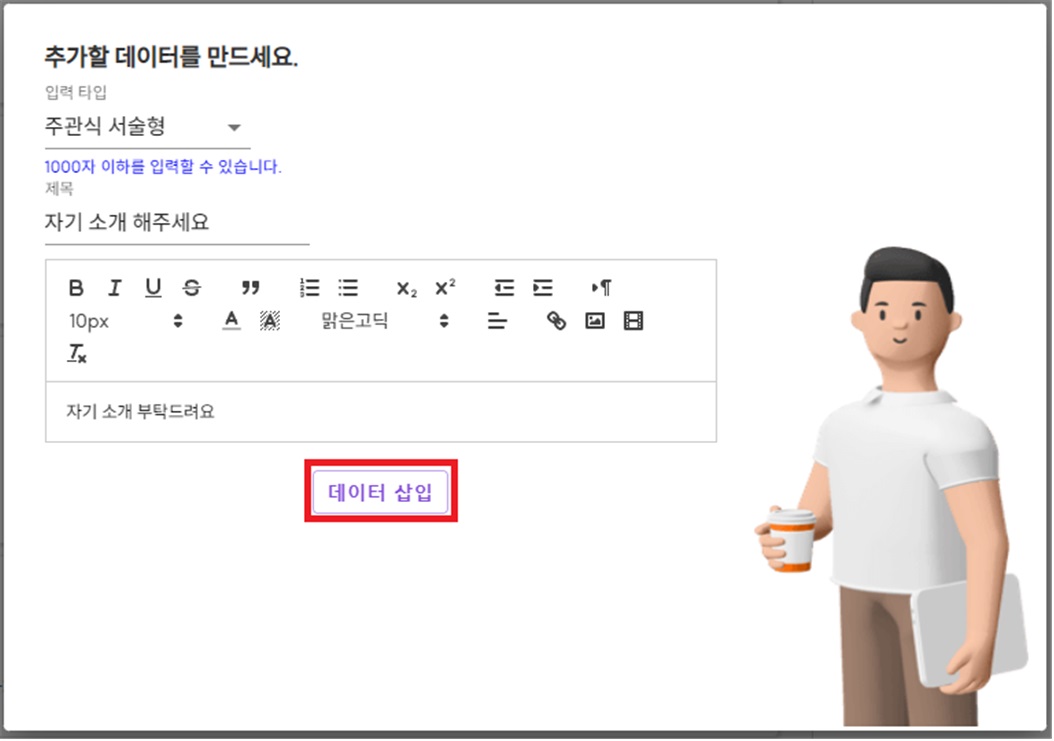 추가할 데이터를 만드세요.
입력 타입
주관식 서술형
1000자 이하를 입력할 수 있습니다.
제목
자기 소개 해주세요
B I U S ” X₂ X²
10px A A 맑은고딕
Tx
자기 소개 부탁드려요
데이터 삽입